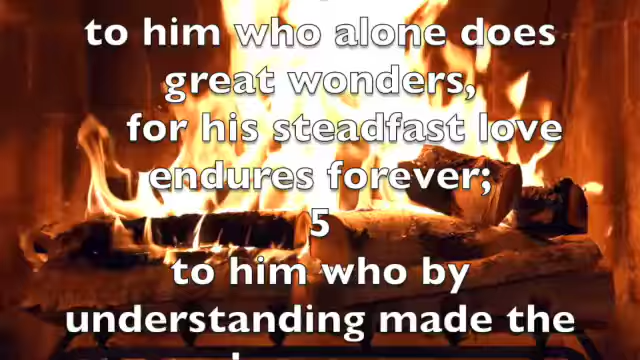 to him who alone does
great wonders,
for his steadfast love
endures forever;
5
to him who by
understanding made the